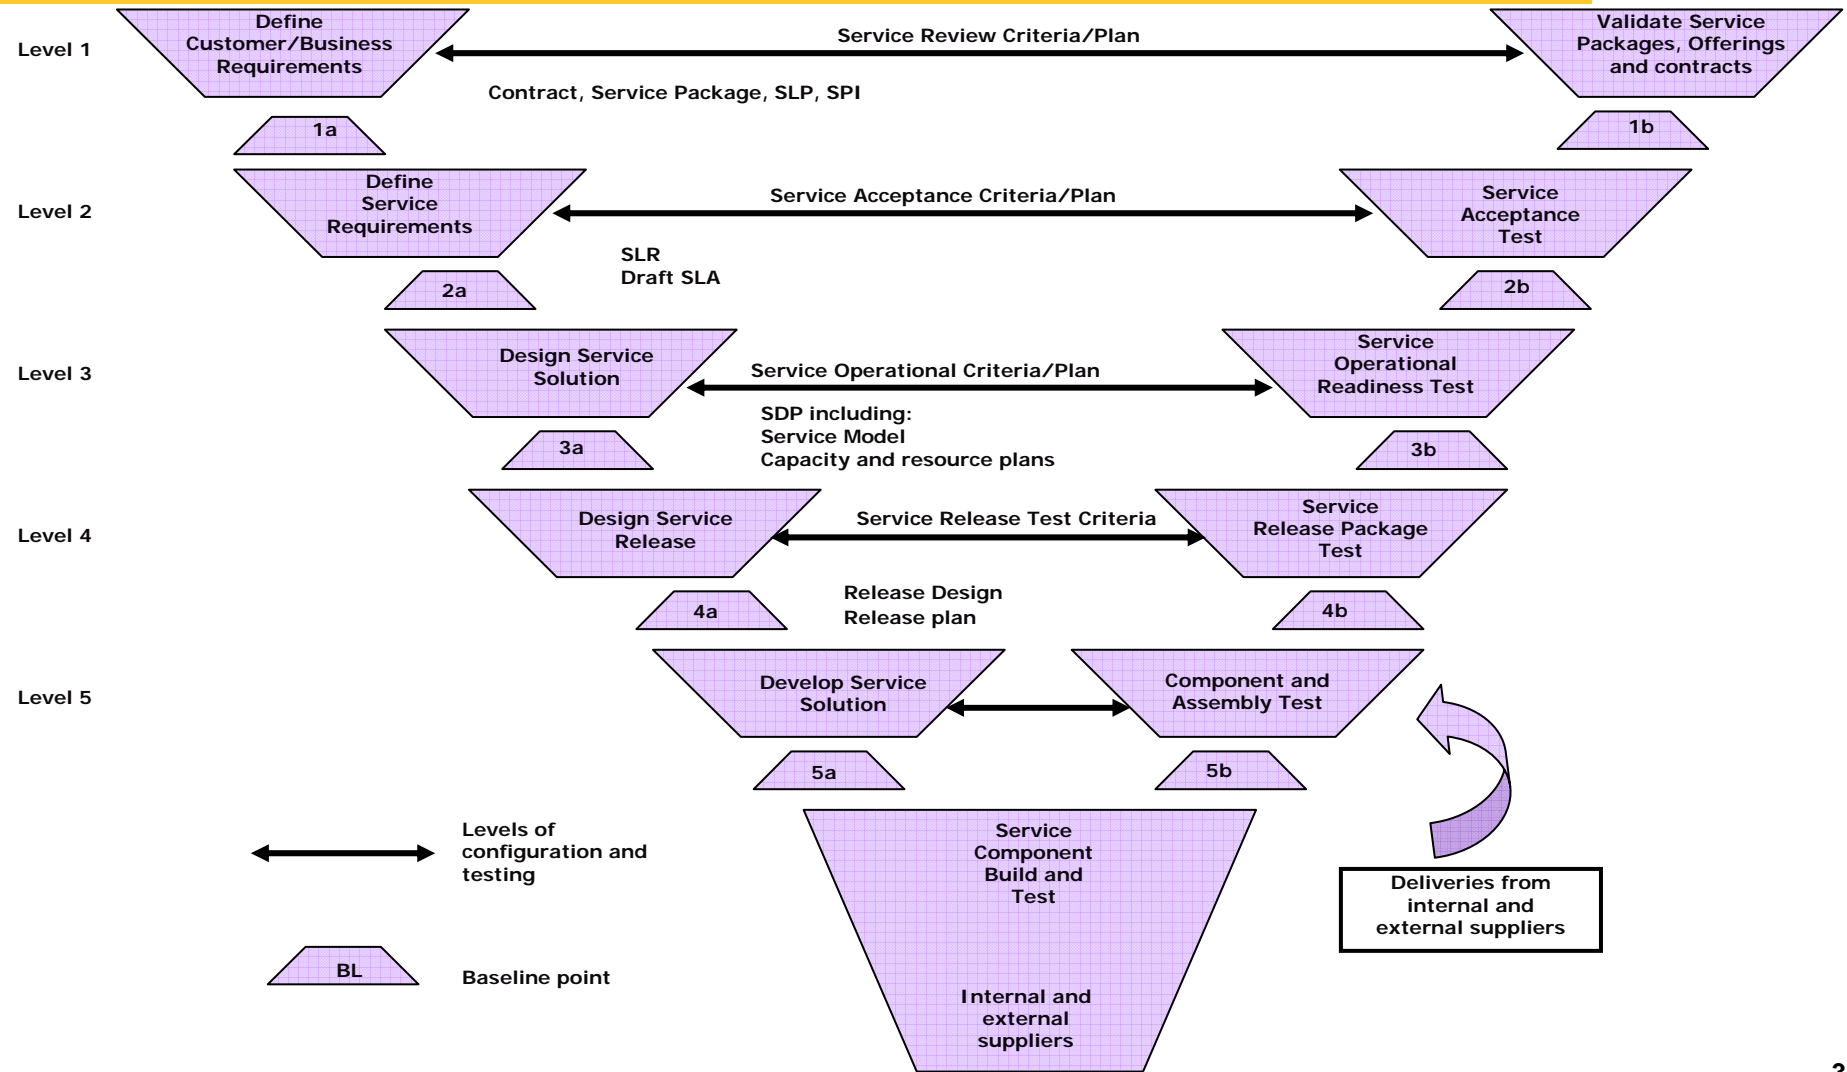 Level 1
Define
Customer/Business
Requirements
Service Review Criteria/Plan
Validate Service
Packages, Offerings
and contracts
Contract, Service Package, SLP, SPI
1a
1b
Level 2
Define
Service
Requirements
Service Acceptance Criteria/Plan
Service
Acceptance
Test
SLR
Draft SLA
2a
2b
Level 3
Design Service
Solution
Service Operational Criteria/Plan
Service
Operational
Readiness Test
SDP including:
Service Model
Capacity and resource plans
3a
3b
Level 4
Design Service
Release
Service Release Test Criteria
Service
Release Package
Test
Release Design
Release plan
4a
4b
Level 5
Develop Service
Solution
Component and
Assembly Test
5a
5b
Levels of
configuration and
testing
Service
Component
Build and
Test
Internal and
external
suppliers
Deliveries from
internal and
external suppliers
BL
Baseline point